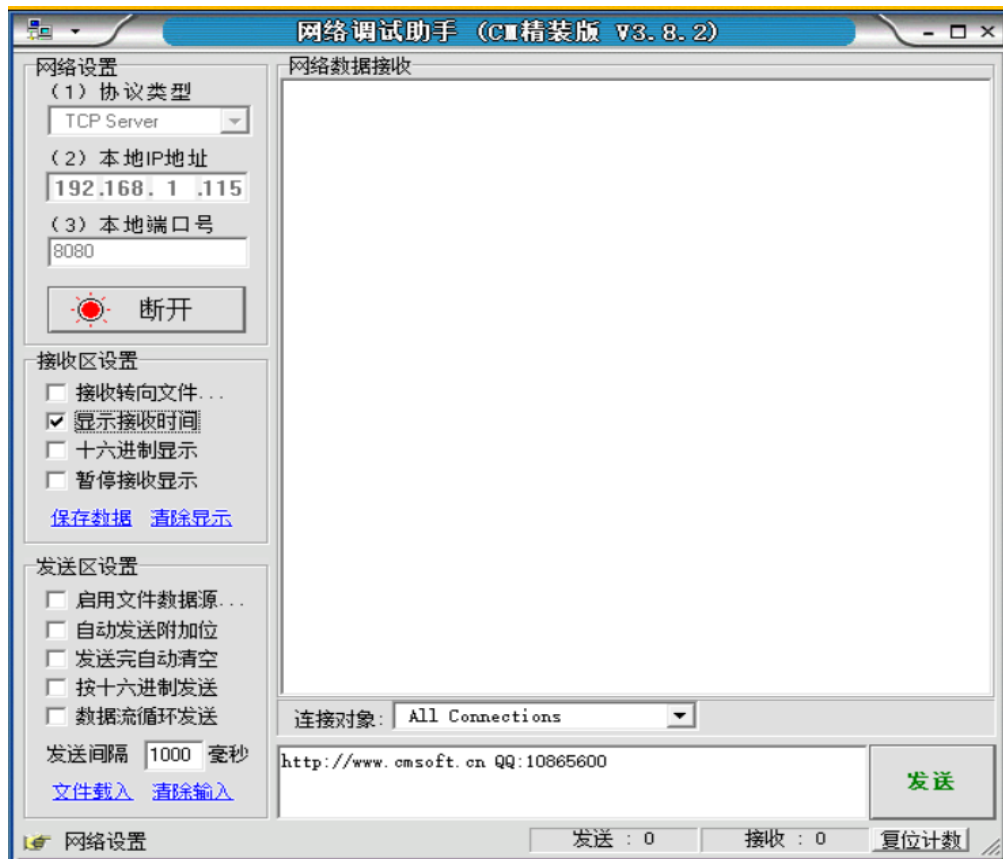 网络调试助手 (CM精装版 V3.8.2)
网络设置
(1) 协议类型
TCP Server
(2) 本地IP地址
192.168. 1 .115
(3) 本地端口号
8080
断开
接收区设置
接收转向文件...
显示接收时间
十六进制显示
暂停接收显示
保存数据 清除显示
发送区设置
启用文件数据源...
自动发送附加位
发送完自动清空
按十六进制发送
数据流循环发送
发送间隔 1000 毫秒
文件载入 清除输入
网络数据接收
连接对象: All Connections
http://www.cmsoft.cn QQ:10865600
发送
网络设置
发送 : 0 接收 : 0 复位计数